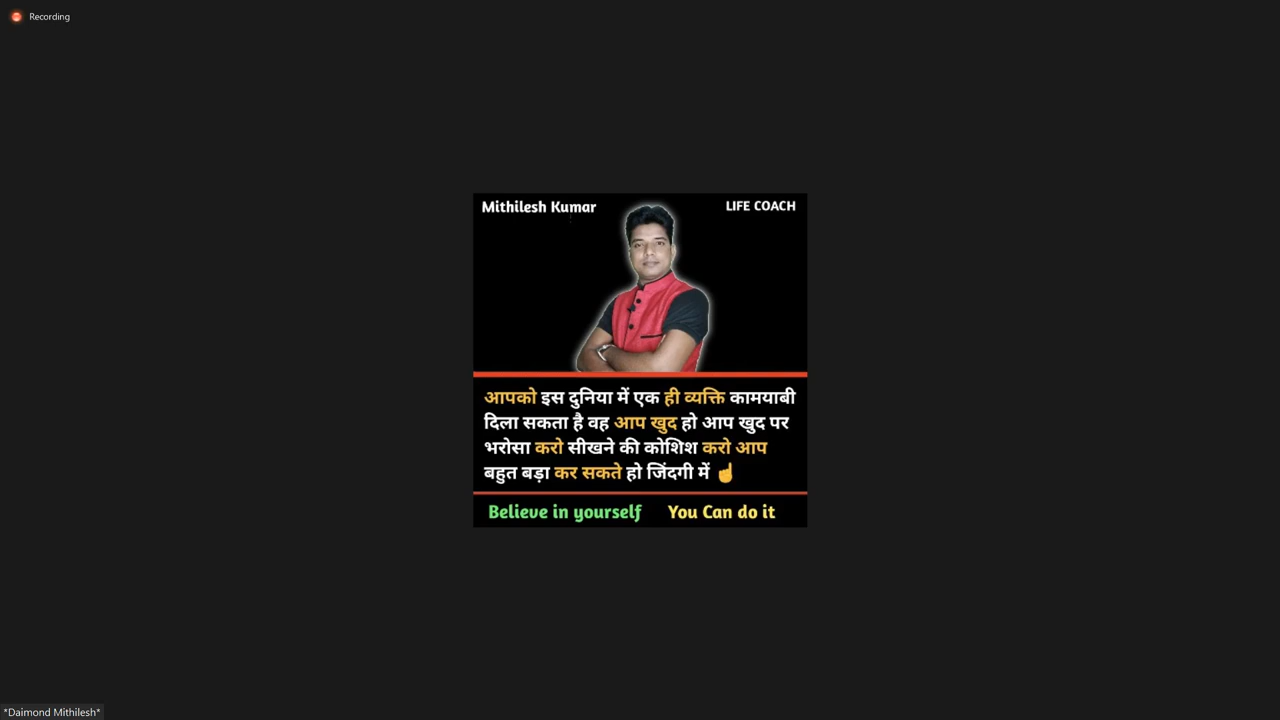 Recording
Mithilesh Kumar
LIFE COACH
आपको इस दुनिया में एक ही व्यक्ति कामयाबी
दिला सकता है वह आप खुद हो आप खुद पर
भरोसा करो सीखने की कोशिश करो आप
बहुत बड़ा कर सकते हो जिंदगी में ☝
Believe in yourself You Can do it
*Daimond Mithilesh*